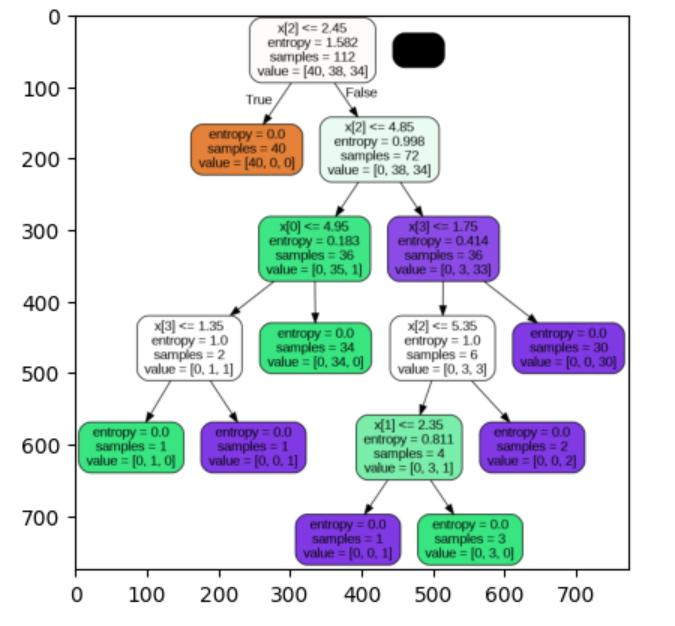 0
100
200
300
400
500
600
700
x[2] <= 2.45
entropy = 1.582
samples = 112
value = [40, 38, 34]
True
False
entropy = 0.0
samples = 40
value = [40, 0, 0]
x[2] <= 4.85
entropy = 0.998
samples = 72
value = [0, 38, 34]
x[0] <= 4.95
entropy = 0.183
samples = 36
value = [0, 35, 1]
x[3] <= 1.75
entropy = 0.414
samples = 36
value = [0, 3, 33]
x[3] <= 1.35
entropy = 1.0
samples = 2
value = [0, 1, 1]
entropy = 0.0
samples = 34
value = [0, 34, 0]
x[2] <= 5.35
entropy = 1.0
samples = 6
value = [0, 3, 3]
entropy = 0.0
samples = 30
value = [0, 0, 30]
entropy = 0.0
samples = 1
value = [0, 1, 0]
entropy = 0.0
samples = 1
value = [0, 0, 1]
x[1] <= 2.35
entropy = 0.811
samples = 4
value = [0, 3, 1]
entropy = 0.0
samples = 2
value = [0, 0, 2]
entropy = 0.0
samples = 1
value = [0, 0, 1]
entropy = 0.0
samples = 3
value = [0, 3, 0]
0 100 200 300 400 500 600 700